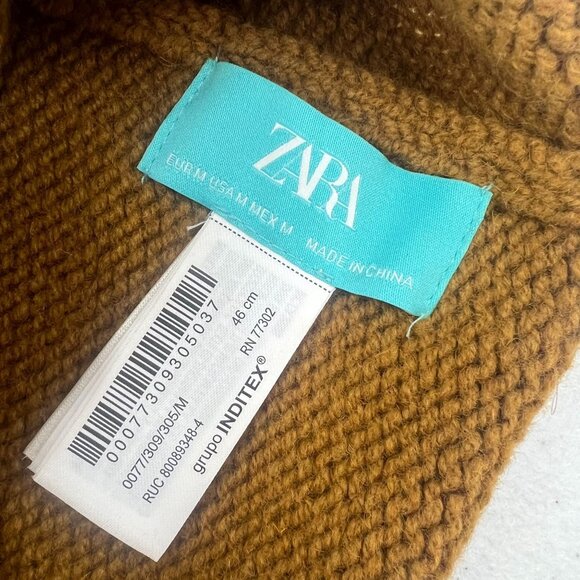 ZARA
EUR M USA M MEX M MADE IN CHINA
46 cm
RN 77302
grupo INDITEX®
00077309305037
0077/309/305/M
RUC 80089348-4